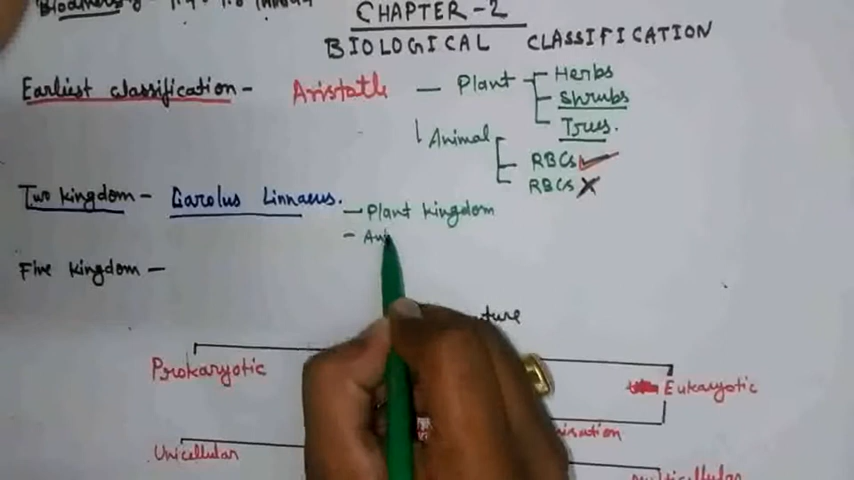 CHAPTER-2
BIOLOGICAL CLASSIFICATION
Earliest classification - Aristotle - Plant Herbs
Shrubs
Trees.
Animal
RBCs ✓
RBCs ✗
Two kingdom - Carolus Linnaeus.
- Plant kingdom
- Ani
Five kingdom -
Prokaryotic
Eukaryotic
Unicellular